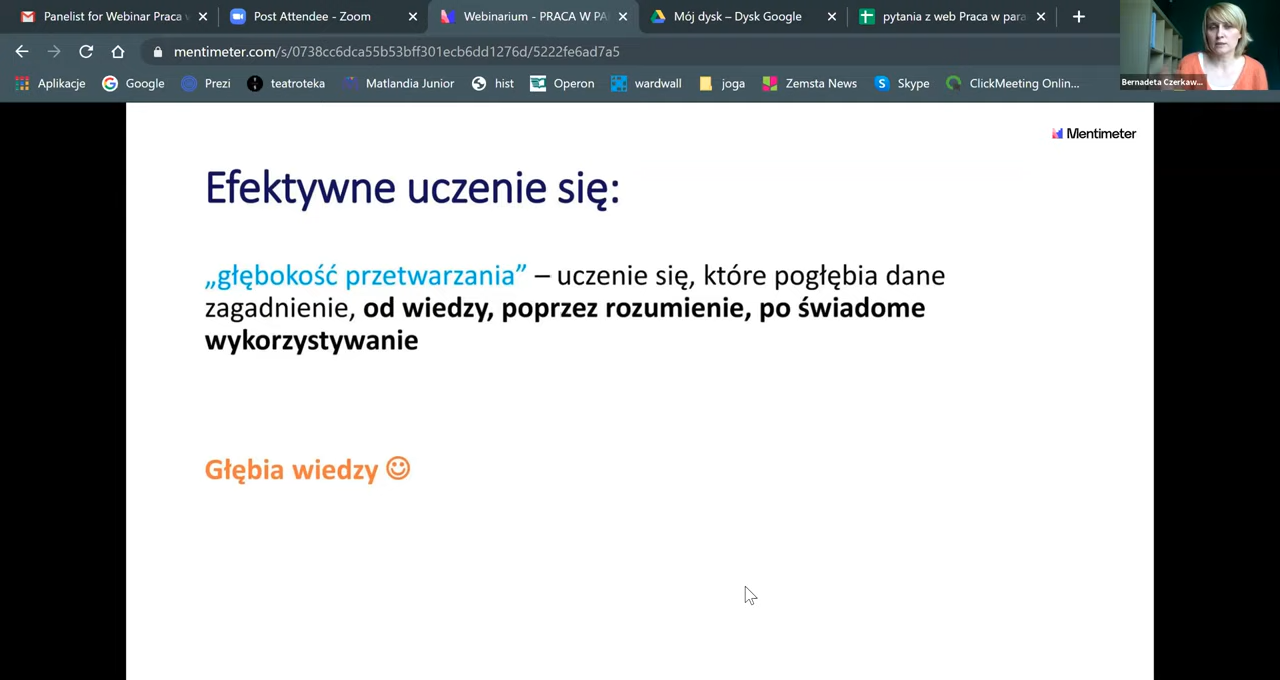 Panelist for Webinar Praca w
Post Attendee - Zoom
Webinarium - PRACA W PA
Mój dysk – Dysk Google
pytania z web Praca w para
mentimeter.com/s/0738cc6dca55b53bff301ecb6dd1276d/5222fe6ad7a5
Aplikacje
Google
Prezi
teatroteka
Matlandia Junior
hist
Operon
wardwall
joga
Zemsta News
Skype
ClickMeeting Onlin...
Bernadeta Czerkaw...
Mentimeter
Efektywne uczenie się:
„głębokość przetwarzania” – uczenie się, które pogłębia dane
zagadnienie, od wiedzy, poprzez rozumienie, po świadome
wykorzystywanie
Głębia wiedzy ☺